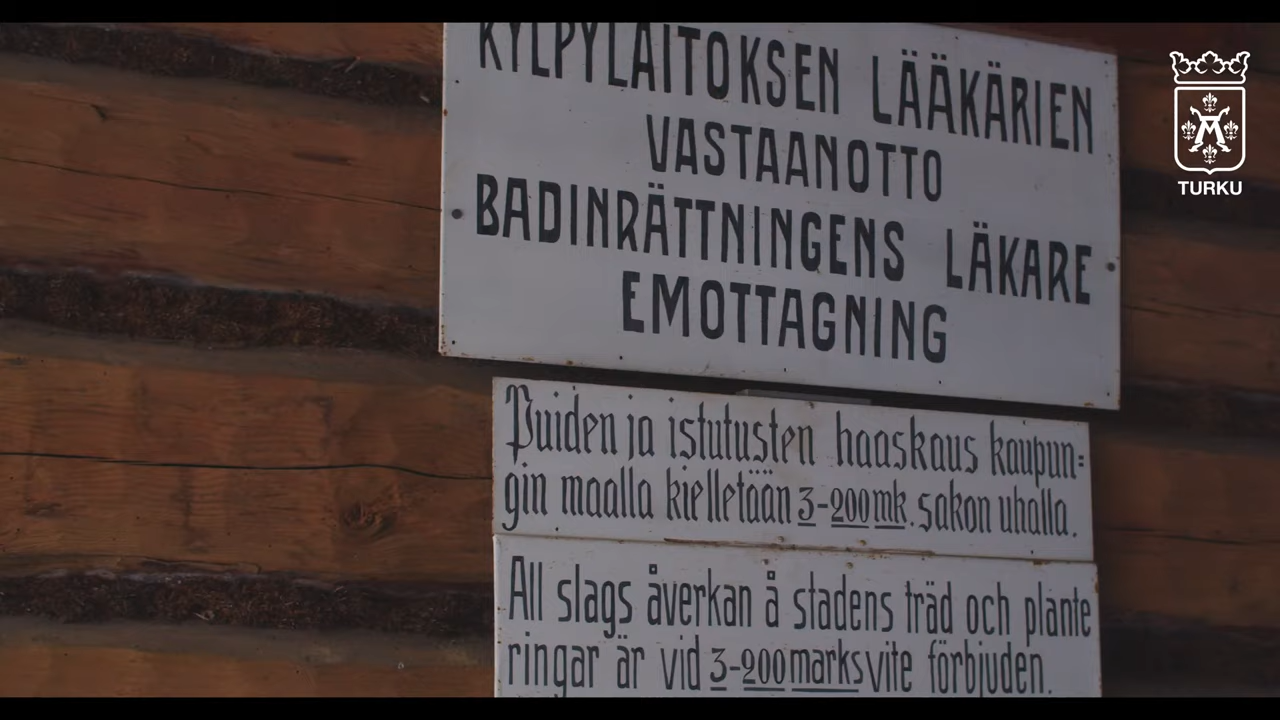 KYLPYLAITOKSEN LÄÄKÄRIEN
VASTAANOTTO
BADINRÄTTNINGENS LÄKARE
EMOTTAGNING
Puiden ja istutusten haaskaus kaupun=
gin maalla kielletään 3-200 mk. sakon uhalla.
All slags åverkan å stadens träd och plante
ringar är vid 3-200 marks vite förbjuden.
TURKU